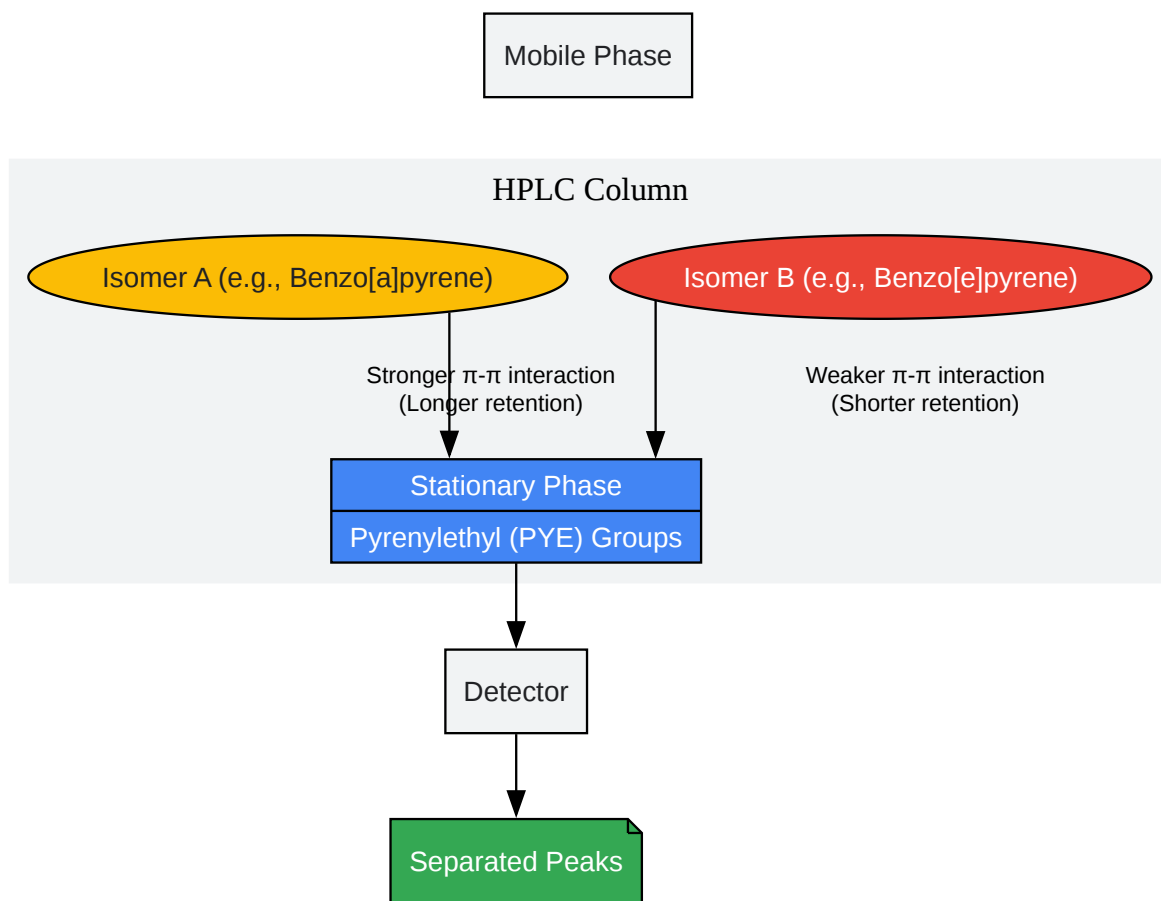 Mobile Phase
HPLC Column
Isomer A (e.g., Benzo[a]pyrene)
Isomer B (e.g., Benzo[e]pyrene)
Stronger π-π interaction
(Longer retention)
Weaker π-π interaction
(Shorter retention)
Stationary Phase
Pyrenylethyl (PYE) Groups
Detector
Separated Peaks